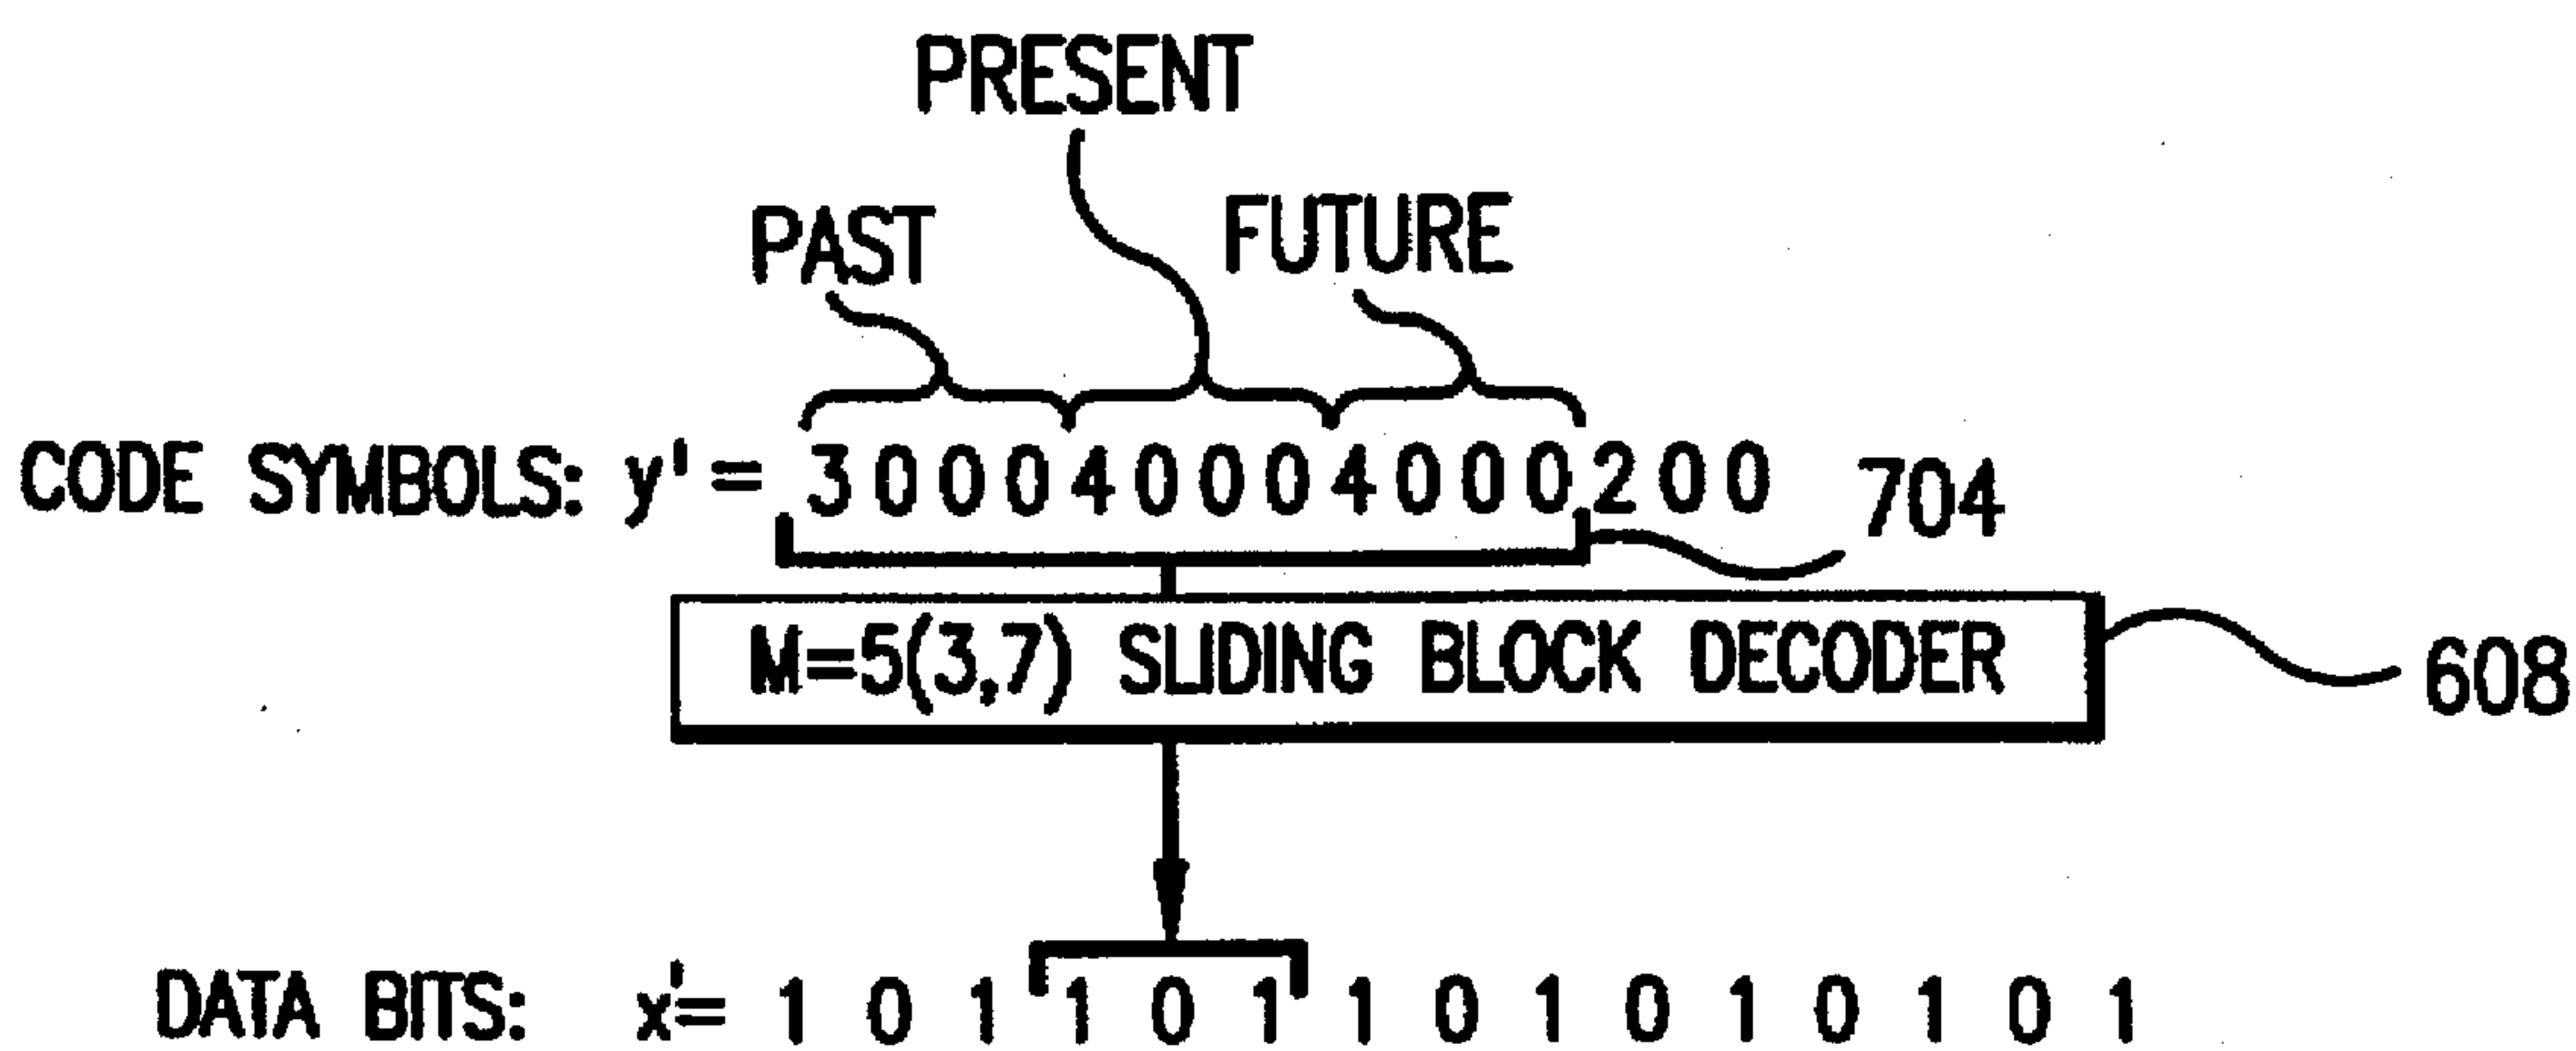 PRESENT
PAST FUTURE
CODE SYMBOLS: y' = 3 0 0 0 4 0 0 0 4 0 0 0 2 0 0
704
M=5(3,7) SLIDING BLOCK DECODER
608
DATA BITS: x'= 1 0 1 1 0 1 1 0 1 0 1 0 1 0 1